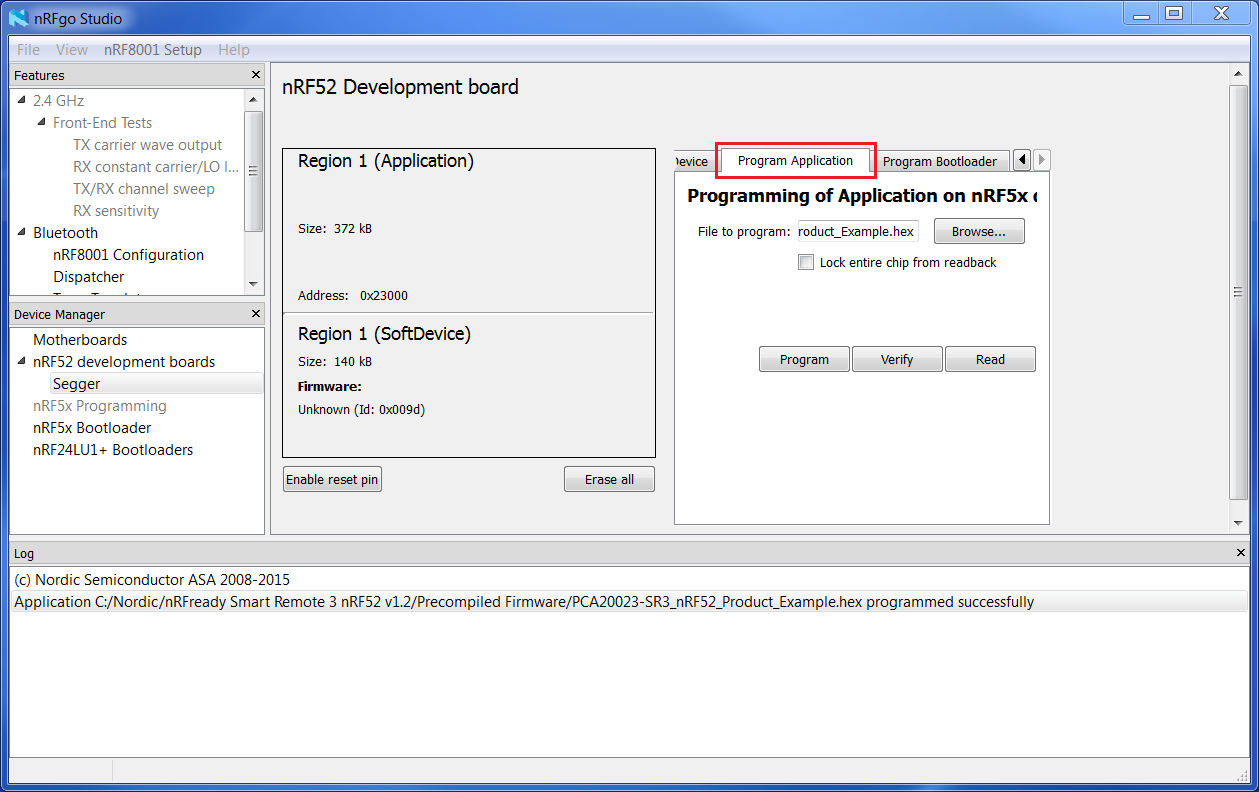 nRFgo Studio
File View nRF8001 Setup Help
Features
2.4 GHz
Front-End Tests
TX carrier wave output
RX constant carrier/LO l...
TX/RX channel sweep
RX sensitivity
Bluetooth
nRF8001 Configuration
Dispatcher
Device Manager
Motherboards
nRF52 development boards
Segger
nRF5x Programming
nRF5x Bootloader
nRF24LU1+ Bootloaders
nRF52 Development board
Region 1 (Application)
Size: 372 kB
Address: 0x23000
Region 1 (SoftDevice)
Size: 140 kB
Firmware:
Unknown (Id: 0x009d)
Enable reset pin Erase all
Device Program Application Program Bootloader
Programming of Application on nRF5x
File to program: roduct_Example.hex Browse...
Lock entire chip from readback
Program Verify Read
Log
(c) Nordic Semiconductor ASA 2008-2015
Application C:/Nordic/nRFready Smart Remote 3 nRF52 v1.2/Precompiled Firmware/PCA20023-SR3_nRF52_Product_Example.hex programmed successfully